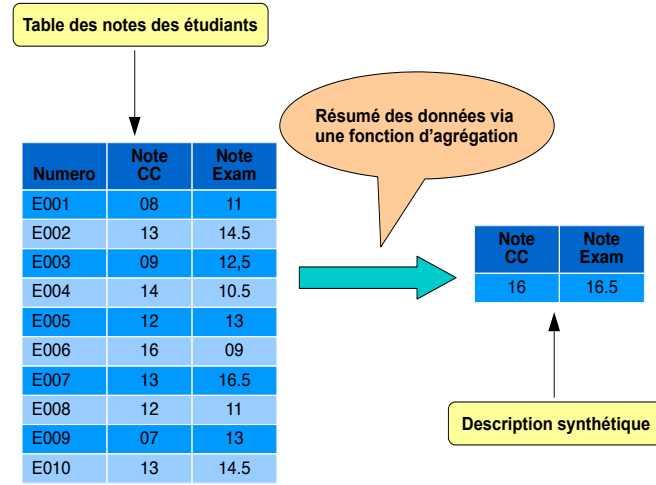 Table des notes des étudiants
Résumé des données via
une fonction d'agrégation
Numero Note CC Note Exam
E001 08 11
E002 13 14.5
E003 09 12,5
E004 14 10.5
E005 12 13
E006 16 09
E007 13 16.5
E008 12 11
E009 07 13
E010 13 14.5
Note CC Note Exam
16 16.5
Description synthétique